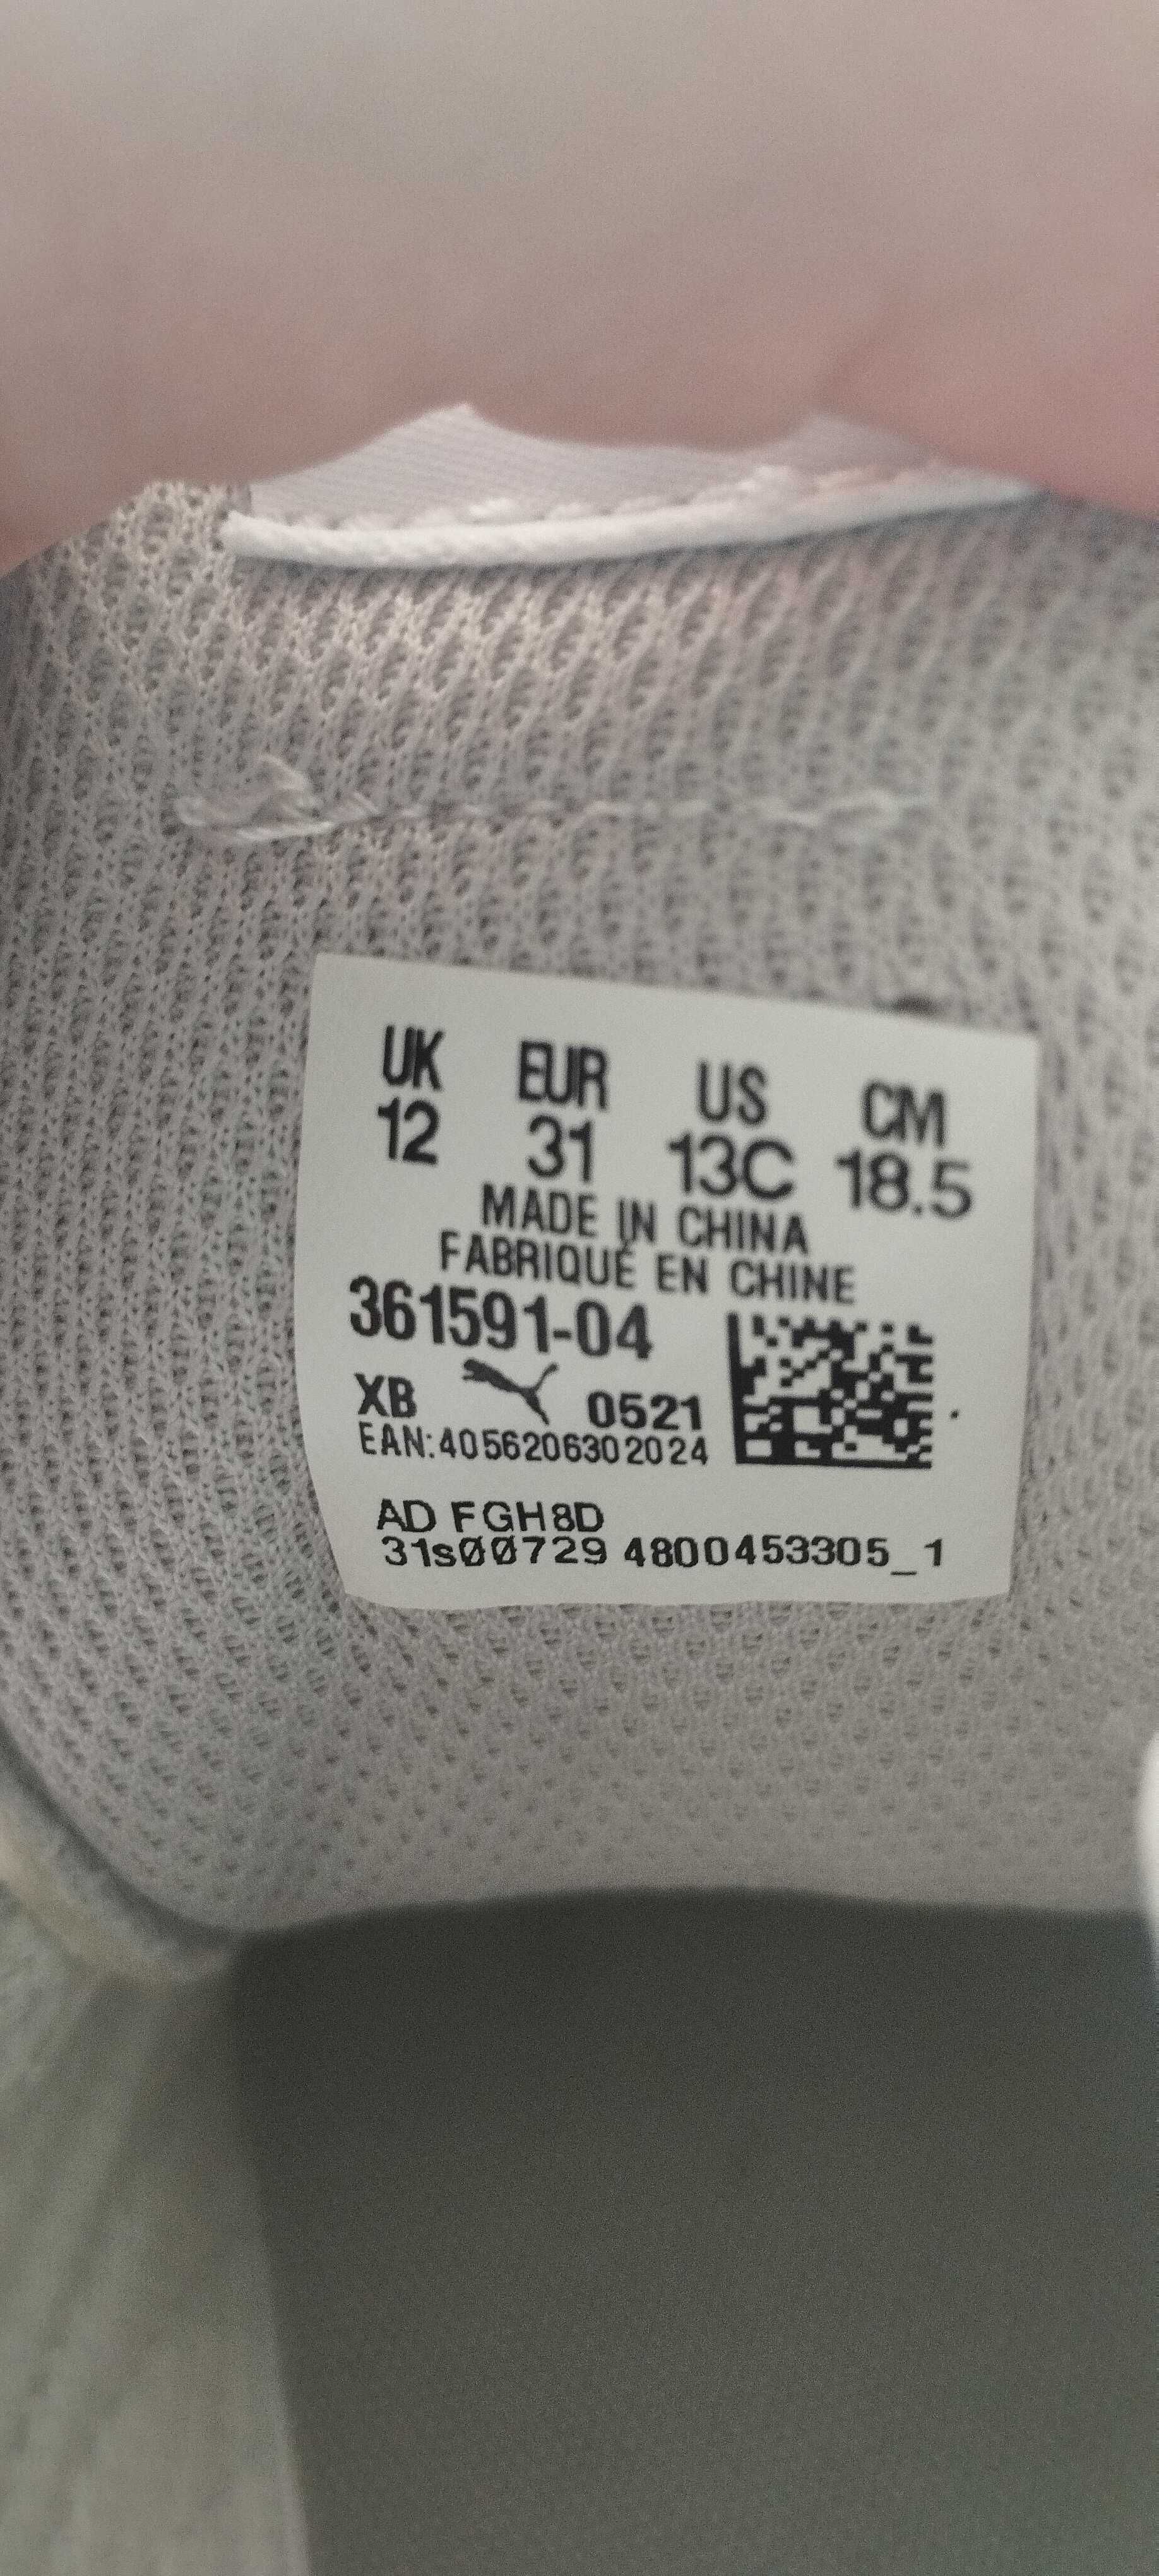 UK EUR US CM
12 31 13C 18.5
MADE IN CHINA
FABRIQUÉ EN CHINE
361591-04
XB 0521
EAN:4056206302024
AD FGH8D
31sØØ729 4800453305_1